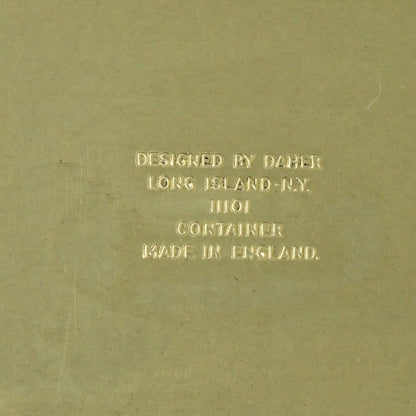 DESIGNED BY DAHER
LONG ISLAND·N.Y.
11101
CONTAINER
MADE IN ENGLAND.